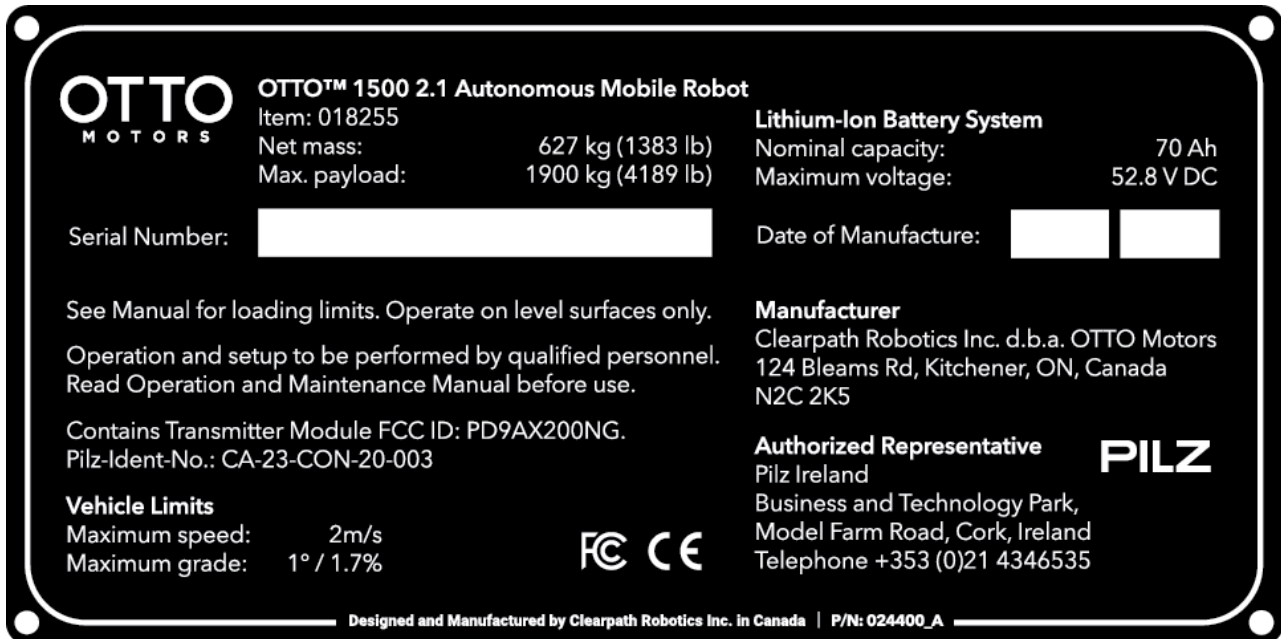 OTTO
MOTORS
OTTO™ 1500 2.1 Autonomous Mobile Robot
Item: 018255
Net mass: 627 kg (1383 lb)
Max. payload: 1900 kg (4189 lb)
Lithium-Ion Battery System
Nominal capacity: 70 Ah
Maximum voltage: 52.8 V DC
Serial Number:
Date of Manufacture:
See Manual for loading limits. Operate on level surfaces only.
Operation and setup to be performed by qualified personnel.
Read Operation and Maintenance Manual before use.
Contains Transmitter Module FCC ID: PD9AX200NG.
Pilz-Ident-No.: CA-23-CON-20-003
Vehicle Limits
Maximum speed: 2m/s
Maximum grade: 1° / 1.7%
FC CE
Manufacturer
Clearpath Robotics Inc. d.b.a. OTTO Motors
124 Bleams Rd, Kitchener, ON, Canada
N2C 2K5
Authorized Representative
PILZ
Pilz Ireland
Business and Technology Park,
Model Farm Road, Cork, Ireland
Telephone +353 (0)21 4346535
Designed and Manufactured by Clearpath Robotics Inc. in Canada | P/N: 024400_A